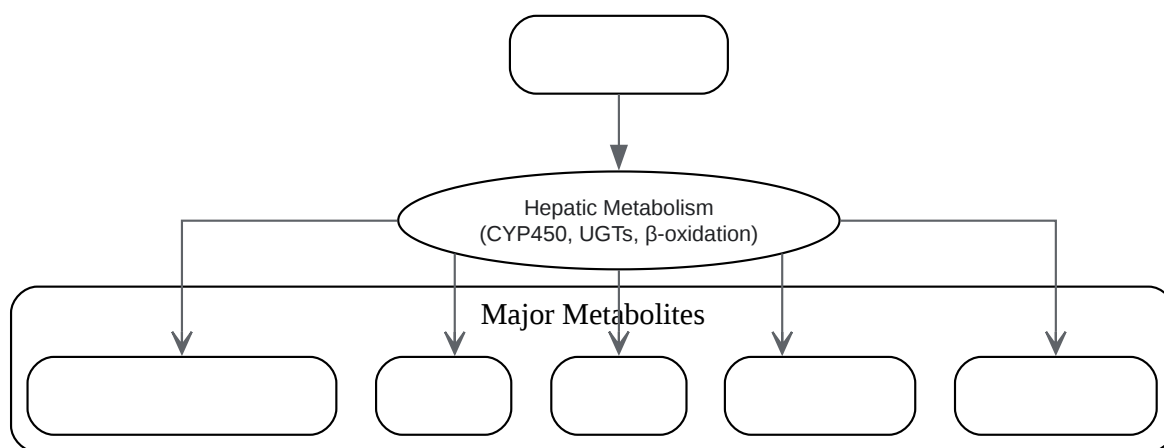 Hepatic Metabolism
(CYP450, UGTs, β-oxidation)
Major Metabolites